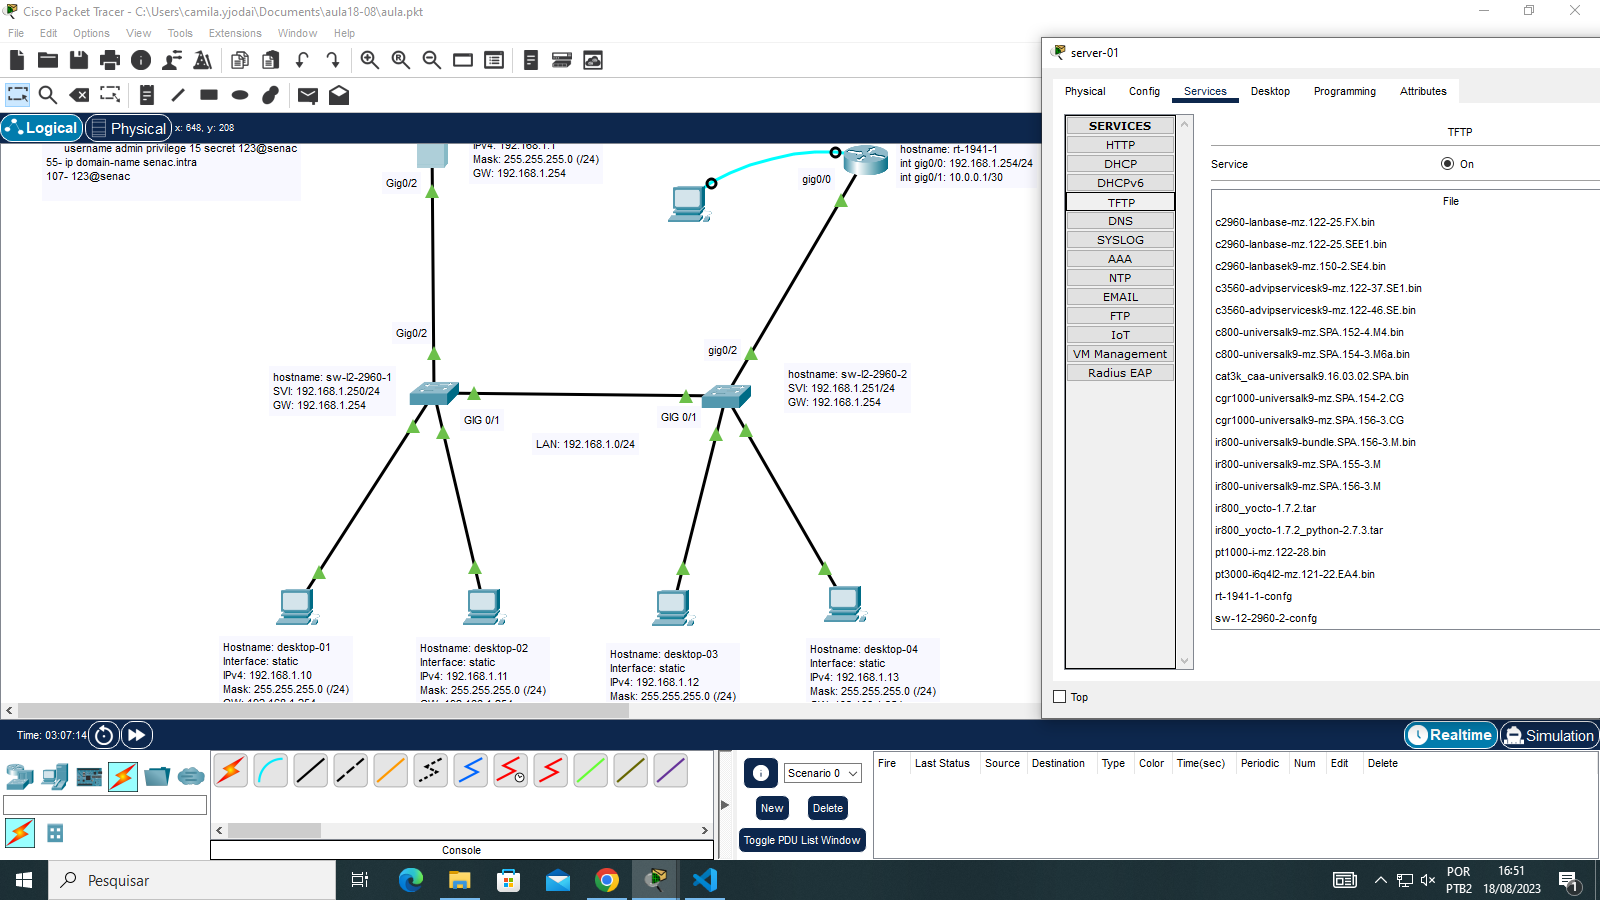 Cisco Packet Tracer - C:\Users\camila.yjodai\Documents\aula18-08\aula.pkt
File Edit Options View Tools Extensions Window Help
Logical Physical x: 648, y: 208
username admin privilege 15 secret 123@senac
55- ip domain-name senac.intra
107- 123@senac
Gig0/2
IPv4: 192.168.1.1
Mask: 255.255.255.0 (/24)
GW: 192.168.1.254
gig0/0
hostname: rt-1941-1
int gig0/0: 192.168.1.254/24
int gig0/1: 10.0.0.1/30
Gig0/2
gig0/2
hostname: sw-l2-2960-1
SVI: 192.168.1.250/24
GW: 192.168.1.254
hostname: sw-l2-2960-2
SVI: 192.168.1.251/24
GW: 192.168.1.254
GIG 0/1
GIG 0/1
LAN: 192.168.1.0/24
Hostname: desktop-01
Interface: static
IPv4: 192.168.1.10
Mask: 255.255.255.0 (/24)
GW: 192.168.1.254
Hostname: desktop-02
Interface: static
IPv4: 192.168.1.11
Mask: 255.255.255.0 (/24)
Hostname: desktop-03
Interface: static
IPv4: 192.168.1.12
Mask: 255.255.255.0 (/24)
Hostname: desktop-04
Interface: static
IPv4: 192.168.1.13
Mask: 255.255.255.0 (/24)
server-01
Physical Config Services Desktop Programming Attributes
SERVICES
HTTP
DHCP
DHCPv6
TFTP
DNS
SYSLOG
AAA
NTP
EMAIL
FTP
IoT
VM Management
Radius EAP
TFTP
Service On
File
c2960-lanbase-mz.122-25.FX.bin
c2960-lanbase-mz.122-25.SEE1.bin
c2960-lanbasek9-mz.150-2.SE4.bin
c3560-advipservicesk9-mz.122-37.SE1.bin
c3560-advipservicesk9-mz.122-46.SE.bin
c800-universalk9-mz.SPA.152-4.M4.bin
c800-universalk9-mz.SPA.154-3.M6a.bin
cat3k_caa-universalk9.16.03.02.SPA.bin
cgr1000-universalk9-mz.SPA.154-2.CG
cgr1000-universalk9-mz.SPA.156-3.CG
ir800-universalk9-bundle.SPA.156-3.M.bin
ir800-universalk9-mz.SPA.155-3.M
ir800-universalk9-mz.SPA.156-3.M
ir800_yocto-1.7.2.tar
ir800_yocto-1.7.2_python-2.7.3.tar
pt1000-i-mz.122-28.bin
pt3000-i6q4l2-mz.121-22.EA4.bin
rt-1941-1-confg
sw-12-2960-2-confg
Top
Time: 03:07:14
Realtime Simulation
Scenario 0
New Delete
Toggle PDU List Window
Fire Last Status Source Destination Type Color Time(sec) Periodic Num Edit Delete
Console
Pesquisar
POR
PTB2
16:51
18/08/2023
1